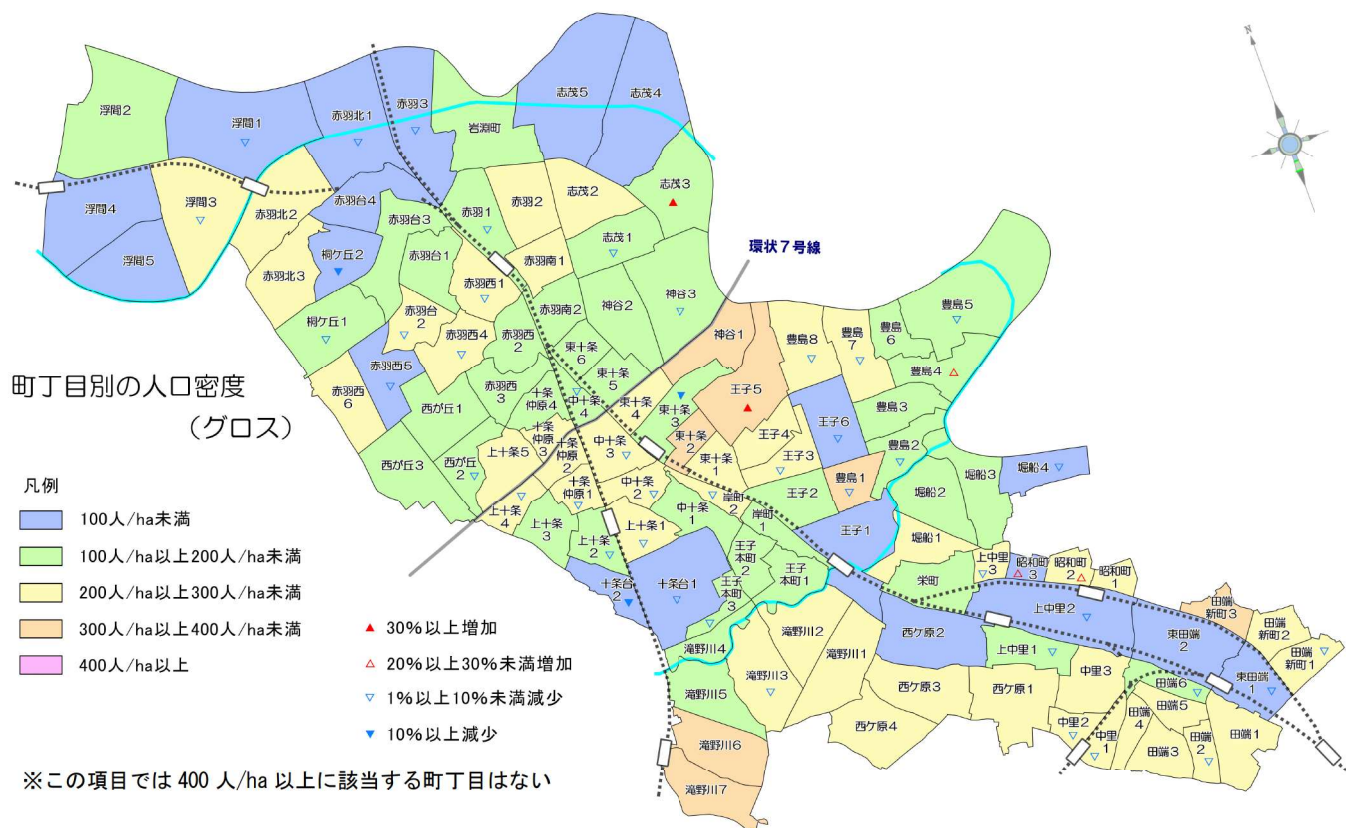 町丁目別の人口密度
（グロス）
凡例
100人/ha未満
100人/ha以上200人/ha未満
200人/ha以上300人/ha未満
300人/ha以上400人/ha未満
400人/ha以上
30％以上増加
20％以上30％未満増加
1％以上10％未満減少
10％以上減少
※この項目では 400 人/ha 以上に該当する町丁目はない
N
環状７号線
浮間2
浮間1
赤羽北1
赤羽3
岩淵町
志茂5
志茂4
浮間4
浮間5
浮間3
赤羽北2
赤羽北3
赤羽台4
赤羽台3
赤羽1
赤羽2
志茂2
志茂3
桐ケ丘2
赤羽台1
赤羽西1
赤羽南1
志茂1
桐ケ丘1
赤羽台
2
赤羽西4
赤羽西
2
赤羽南2
神谷2
神谷3
赤羽西5
赤羽西
6
西が丘1
赤羽西
3
十条
仲原4
中十条
4
東十条
6
東十条
5
東十条
4
東十条
3
神谷1
王子5
豊島8
豊島
7
豊島
6
豊島5
豊島4
西が丘3
西が丘
2
上十条5
十条
仲原
3
十条
仲原
2
中十条
3
東十条
2
東十条
1
王子4
王子3
王子6
豊島3
豊島2
豊島1
上十条
4
十条
仲原1
中十条
2
岸町
2
王子2
堀船2
堀船3
堀船4
上十条
3
上十条
2
上十条1
中十条
1
岸町
1
王子1
堀船1
十条台
2
十条台1
王子
本町
2
王子
本町1
王子
本町
3
栄町
上中里
3
昭和町
3
昭和町
2
昭和町
1
滝野川4
滝野川5
滝野川3
滝野川2
滝野川1
西ケ原2
上中里2
上中里1
東田端
2
田端
新町3
田端
新町2
田端
新町1
東田端
1
滝野川6
滝野川7
西ケ原3
西ケ原4
西ケ原1
中里3
中里2
中里
1
田端6
田端5
田端
4
田端3
田端
2
田端1